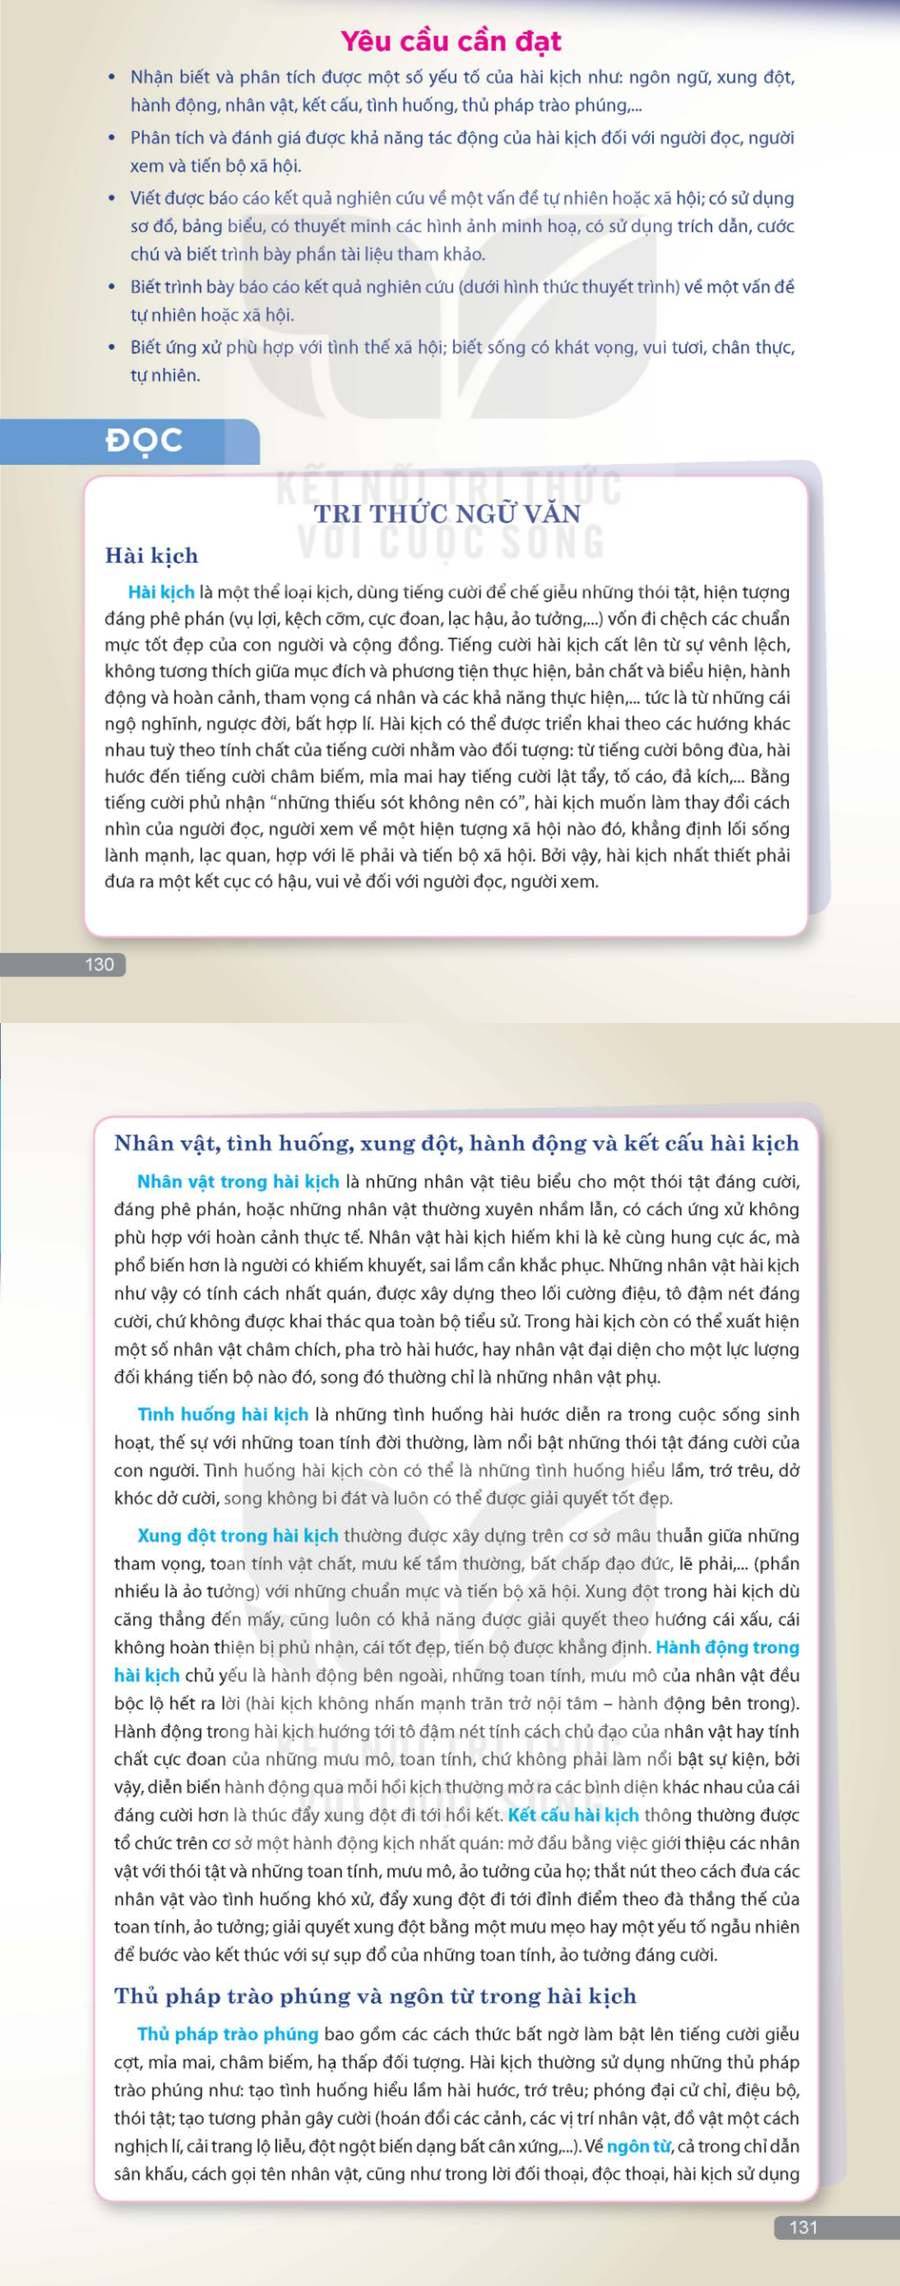 Yêu cầu cần đạt
• Nhận biết và phân tích được một số yếu tố của hài kịch như: ngôn ngữ, xung đột,
hành động, nhân vật, kết cấu, tình huống, thủ pháp trào phúng,...
• Phân tích và đánh giá được khả năng tác động của hài kịch đối với người đọc, người
xem và tiến bộ xã hội.
• Viết được báo cáo kết quả nghiên cứu về một vấn đề tự nhiên hoặc xã hội; có sử dụng
sơ đồ, bảng biểu, có thuyết minh các hình ảnh minh hoạ, có sử dụng trích dẫn, cước
chú và biết trình bày phần tài liệu tham khảo.
• Biết trình bày báo cáo kết quả nghiên cứu (dưới hình thức thuyết trình) về một vấn đề
tự nhiên hoặc xã hội.
• Biết ứng xử phù hợp với tình thế xã hội; biết sống có khát vọng, vui tươi, chân thực,
tự nhiên.
ĐỌC
KẾT NỐI TRI THỨC
VỚI CUỘC SỐNG
TRI THỨC NGỮ VĂN
Hài kịch
Hài kịch là một thể loại kịch, dùng tiếng cười để chế giễu những thói tật, hiện tượng
đáng phê phán (vụ lợi, kệch cỡm, cực đoan, lạc hậu, ảo tưởng,...) vốn đi chệch các chuẩn
mực tốt đẹp của con người và cộng đồng. Tiếng cười hài kịch cất lên từ sự vênh lệch,
không tương thích giữa mục đích và phương tiện thực hiện, bản chất và biểu hiện, hành
động và hoàn cảnh, tham vọng cá nhân và các khả năng thực hiện,... tức là từ những cái
ngộ nghĩnh, ngược đời, bất hợp lí. Hài kịch có thể được triển khai theo các hướng khác
nhau tuỳ theo tính chất của tiếng cười nhằm vào đối tượng: từ tiếng cười bông đùa, hài
hước đến tiếng cười châm biếm, mỉa mai hay tiếng cười lật tẩy, tố cáo, đả kích,... Bằng
tiếng cười phủ nhận “những thiếu sót không nên có”, hài kịch muốn làm thay đổi cách
nhìn của người đọc, người xem về một hiện tượng xã hội nào đó, khẳng định lối sống
lành mạnh, lạc quan, hợp với lẽ phải và tiến bộ xã hội. Bởi vậy, hài kịch nhất thiết phải
đưa ra một kết cục có hậu, vui vẻ đối với người đọc, người xem.
130
Nhân vật, tình huống, xung đột, hành động và kết cấu hài kịch
Nhân vật trong hài kịch là những nhân vật tiêu biểu cho một thói tật đáng cười,
đáng phê phán, hoặc những nhân vật thường xuyên nhầm lẫn, có cách ứng xử không
phù hợp với hoàn cảnh thực tế. Nhân vật hài kịch hiếm khi là kẻ cùng hung cực ác, mà
phổ biến hơn là người có khiếm khuyết, sai lầm cần khắc phục. Những nhân vật hài kịch
như vậy có tính cách nhất quán, được xây dựng theo lối cường điệu, tô đậm nét đáng
cười, chứ không được khai thác qua toàn bộ tiểu sử. Trong hài kịch còn có thể xuất hiện
một số nhân vật châm chích, pha trò hài hước, hay nhân vật đại diện cho một lực lượng
đối kháng tiến bộ nào đó, song đó thường chỉ là những nhân vật phụ.
Tình huống hài kịch là những tình huống hài hước diễn ra trong cuộc sống sinh
hoạt, thế sự với những toan tính đời thường, làm nổi bật những thói tật đáng cười của
con người. Tình huống hài kịch còn có thể là những tình huống hiểu lầm, trớ trêu, dở
khóc dở cười, song không bi đát và luôn có thể được giải quyết tốt đẹp.
Xung đột trong hài kịch thường được xây dựng trên cơ sở mâu thuẫn giữa những
tham vọng, toan tính vật chất, mưu kế tầm thường, bất chấp đạo đức, lẽ phải,... (phần
nhiều là ảo tưởng) với những chuẩn mực và tiến bộ xã hội. Xung đột trong hài kịch dù
căng thẳng đến mấy, cũng luôn có khả năng được giải quyết theo hướng cái xấu, cái
không hoàn thiện bị phủ nhận, cái tốt đẹp, tiến bộ được khẳng định. Hành động trong
hài kịch chủ yếu là hành động bên ngoài, những toan tính, mưu mô của nhân vật đều
bộc lộ hết ra lời (hài kịch không nhấn mạnh trăn trở nội tâm – hành động bên trong).
Hành động trong hài kịch hướng tới tô đậm nét tính cách chủ đạo của nhân vật hay tính
chất cực đoan của những mưu mô, toan tính, chứ không phải làm nổi bật sự kiện, bởi
vậy, diễn biến hành động qua mỗi hồi kịch thường mở ra các bình diện khác nhau của cái
đáng cười hơn là thúc đẩy xung đột đi tới hồi kết. Kết cấu hài kịch thông thường được
tổ chức trên cơ sở một hành động kịch nhất quán: mở đầu bằng việc giới thiệu các nhân
vật với thói tật và những toan tính, mưu mô, ảo tưởng của họ; thắt nút theo cách đưa các
nhân vật vào tình huống khó xử, đẩy xung đột đi tới đỉnh điểm theo đà thắng thế của
toan tính, ảo tưởng; giải quyết xung đột bằng một mưu mẹo hay một yếu tố ngẫu nhiên
để bước vào kết thúc với sự sụp đổ của những toan tính, ảo tưởng đáng cười.
KẾT NỐI TRI THỨC
VỚI CUỘC SỐNG
Thủ pháp trào phúng và ngôn từ trong hài kịch
Thủ pháp trào phúng bao gồm các cách thức bất ngờ làm bật lên tiếng cười giễu
cợt, mỉa mai, châm biếm, hạ thấp đối tượng. Hài kịch thường sử dụng những thủ pháp
trào phúng như: tạo tình huống hiểu lầm hài hước, trớ trêu; phóng đại cử chỉ, điệu bộ,
thói tật; tạo tương phản gây cười (hoán đổi các cảnh, các vị trí nhân vật, đồ vật một cách
nghịch lí, cải trang lộ liễu, đột ngột biến dạng bất cân xứng,...). Về ngôn từ, cả trong chỉ dẫn
sân khấu, cách gọi tên nhân vật, cũng như trong lời đối thoại, độc thoại, hài kịch sử dụng
131